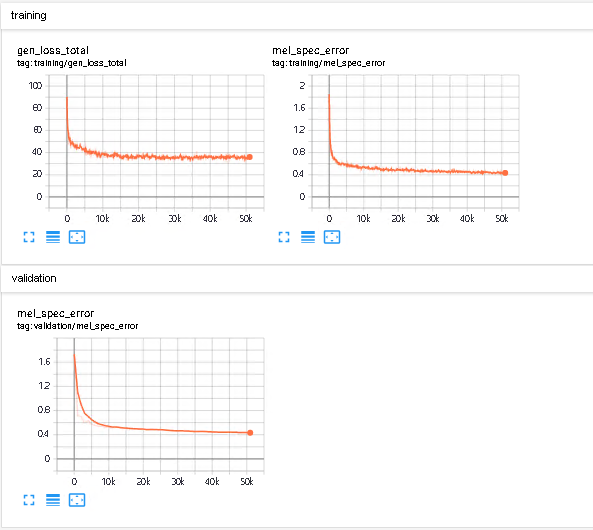 training
gen_loss_total mel_spec_error
tag: training/gen_loss_total tag: training/mel_spec_error
100 2
80 1.6
60 1.2
40 0.8
20 0.4
0 0
0 10k 20k 30k 40k 50k 0 10k 20k 30k 40k 50k
validation
mel_spec_error
tag: validation/mel_spec_error
1.6
1.2
0.8
0.4
0
0 10k 20k 30k 40k 50k